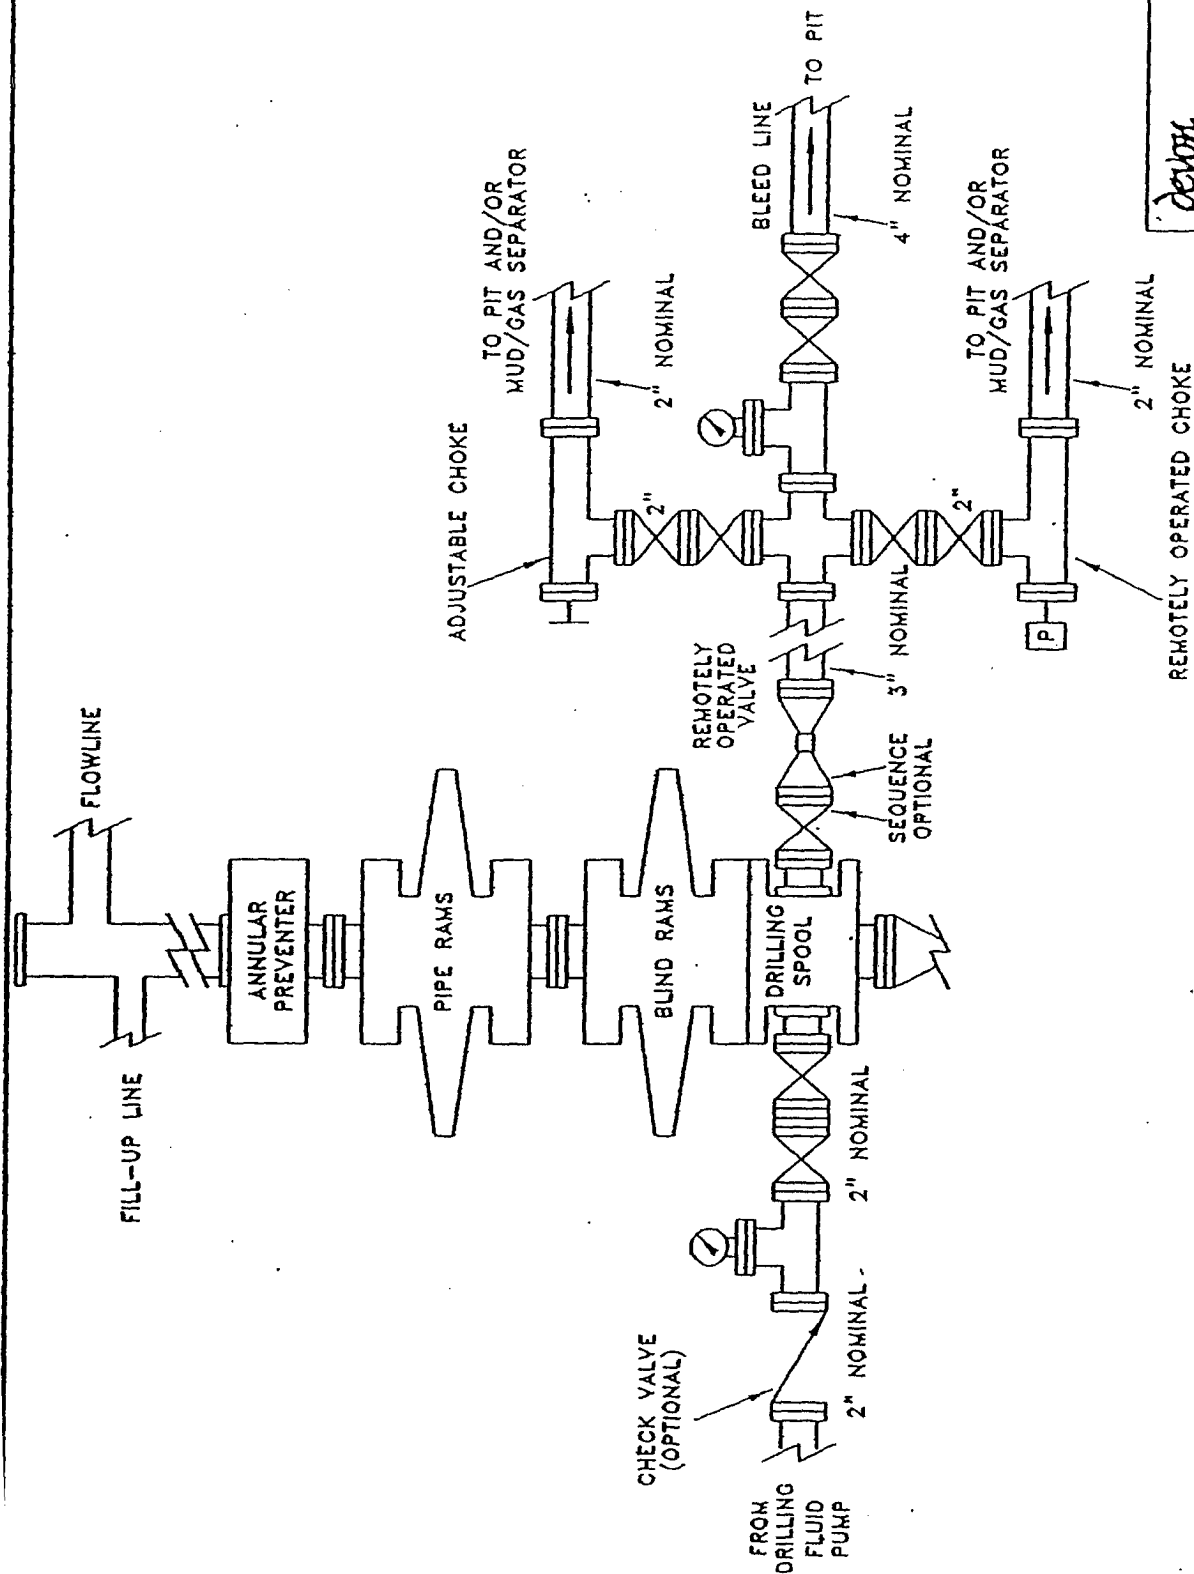 FLOWLINE
FILL-UP LINE
ANNULAR
PREVENTER
PIPE RAMS
BLIND RAMS
DRILLING
SPOOL
CHECK VALVE
(OPTIONAL)
FROM
DRILLING
FLUID
PUMP
2" NOMINAL
2" NOMINAL
REMOTELY
OPERATED
VALVE
SEQUENCE
OPTIONAL
3" NOMINAL
ADJUSTABLE CHOKE
TO PIT AND/OR
MUD/GAS SEPARATOR
2" NOMINAL
2"
BLEED LINE
TO PIT
4" NOMINAL
2"
TO PIT AND/OR
MUD/GAS SEPARATOR
2" NOMINAL
P
REMOTELY OPERATED CHOKE
devon